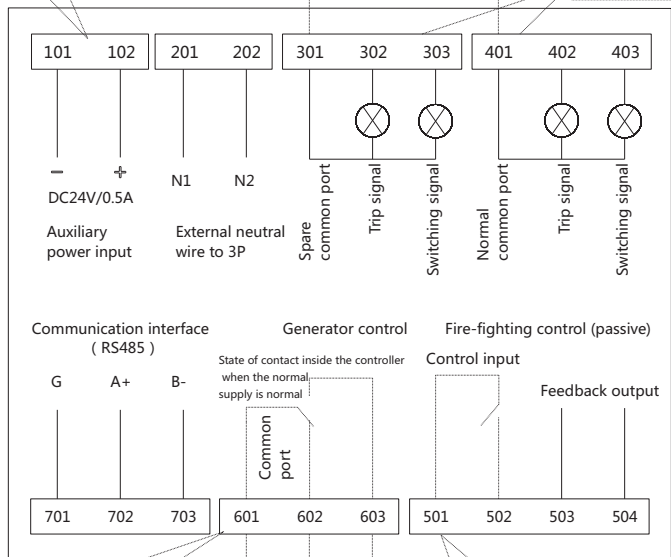 101 102 201 202 301 302 303 401 402 403
− +
DC24V/0.5A
N1 N2
Auxiliary
power input
External neutral
wire to 3P
Spare
common port
Trip signal
Switching signal
Normal
common port
Trip signal
Switching signal
Communication interface
( RS485 )
G A+ B-
Generator control
State of contact inside the controller
when the normal
supply is normal
Common
port
Fire-fighting control (passive)
Control input
Feedback output
701 702 703 601 602 603 501 502 503 504